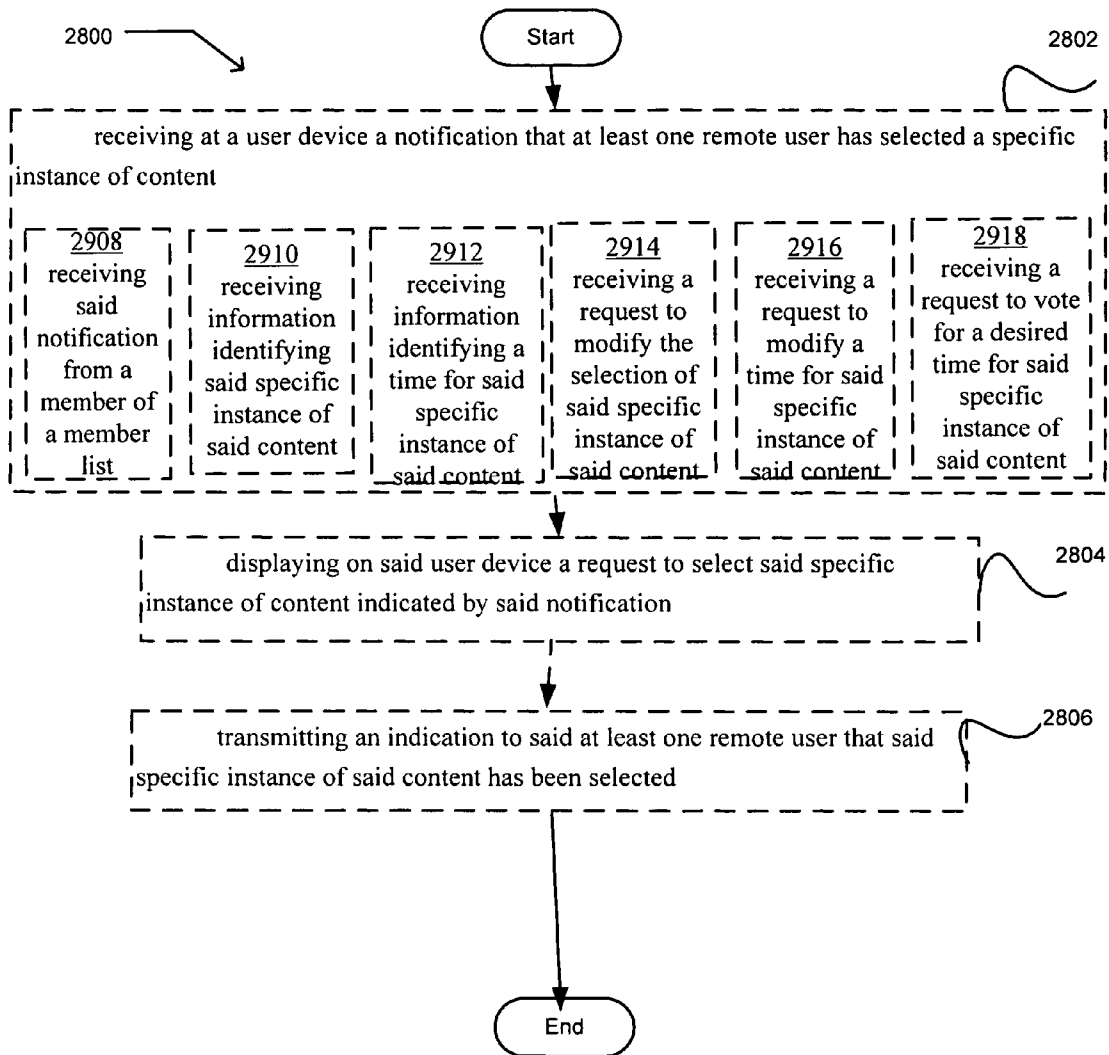 2800
Start
2802
receiving at a user device a notification that at least one remote user has selected a specific
instance of content
2908
receiving
said
notification
from a
member of
a member
list
2910
receiving
information
identifying
said specific
instance of
said content
2912
receiving
information
identifying a
time for said
specific
instance of
said content
2914
receiving a
request to
modify the
selection of
said specific
instance of
said content
2916
receiving a
request to
modify a
time for said
specific
instance of
said content
2918
receiving a
request to vote
for a desired
time for said
specific
instance of
said content
displaying on said user device a request to select said specific
instance of content indicated by said notification
2804
transmitting an indication to said at least one remote user that said
specific instance of said content has been selected
2806
End